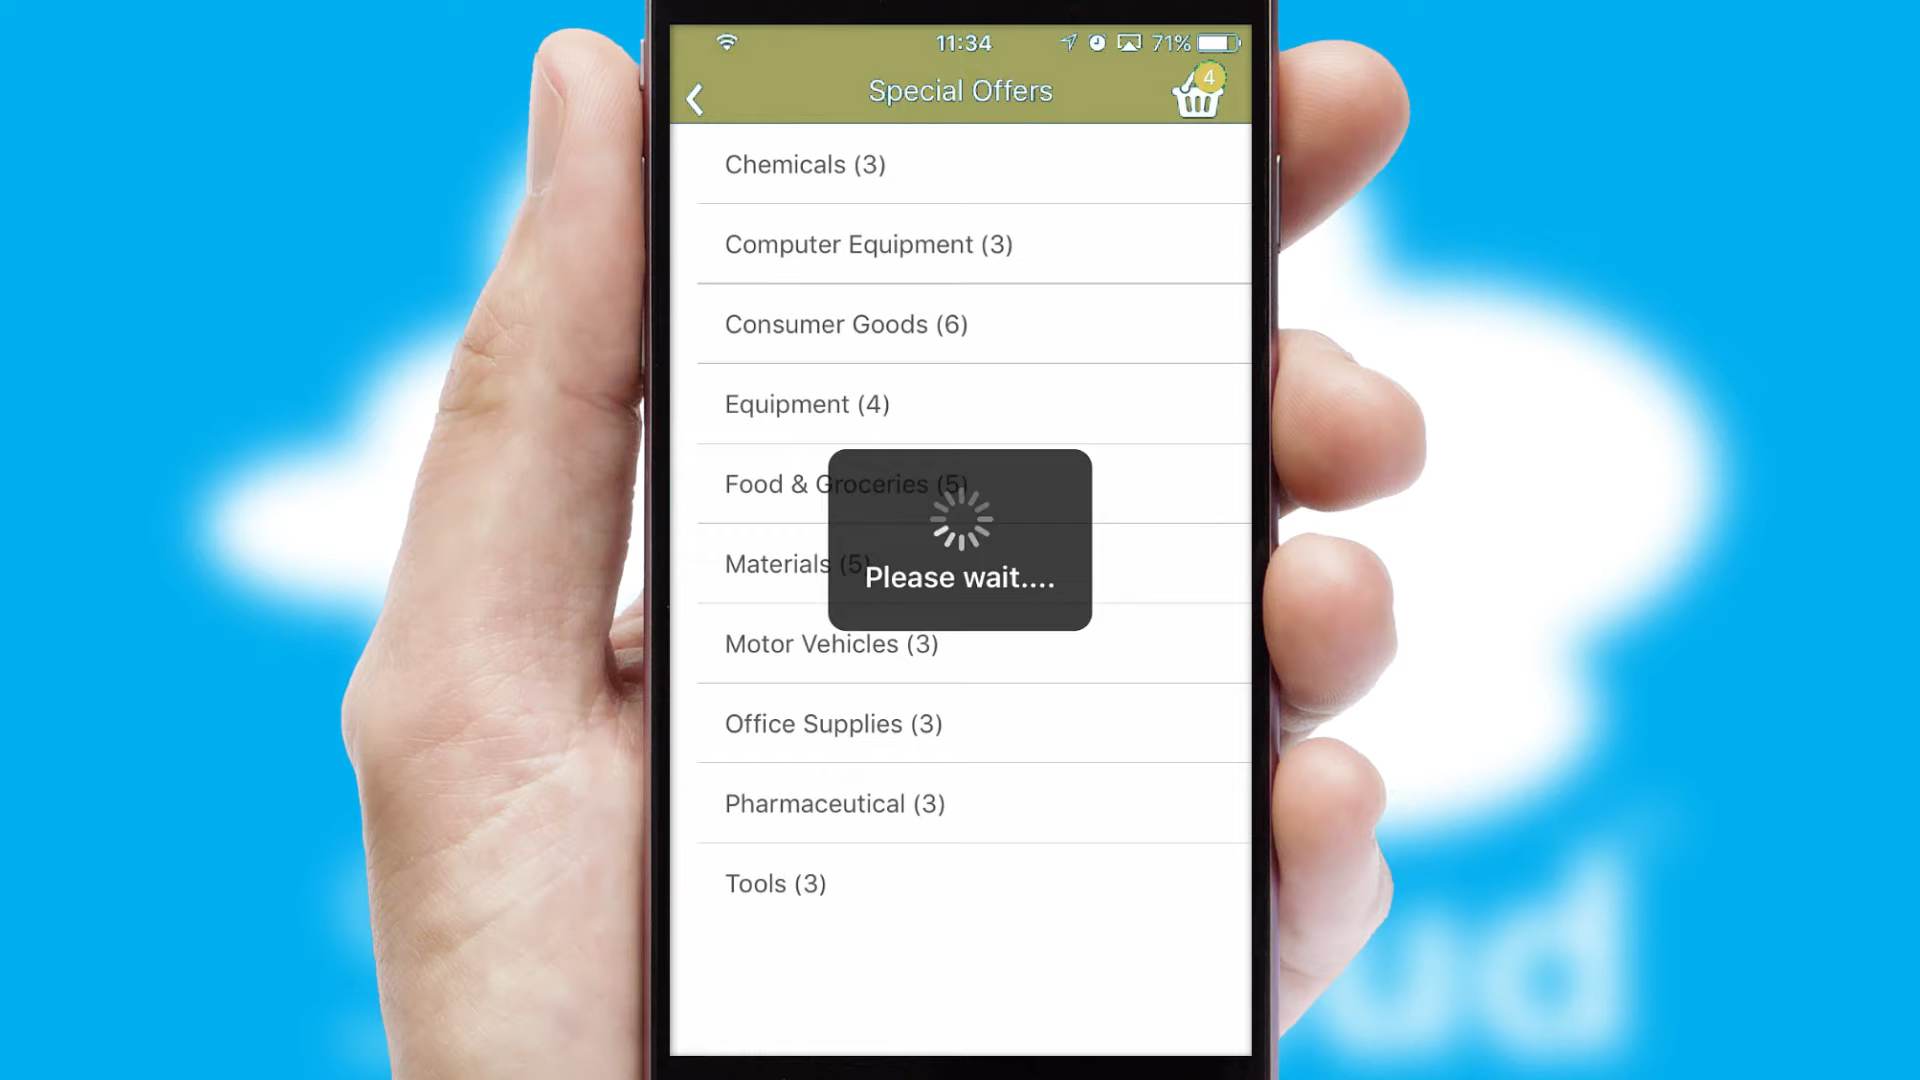 11:34
71%
Special Offers
4
Chemicals (3)
Computer Equipment (3)
Consumer Goods (6)
Equipment (4)
Food & Groceries (5)
Materials (5)
Please wait....
Motor Vehicles (3)
Office Supplies (3)
Pharmaceutical (3)
Tools (3)
ud